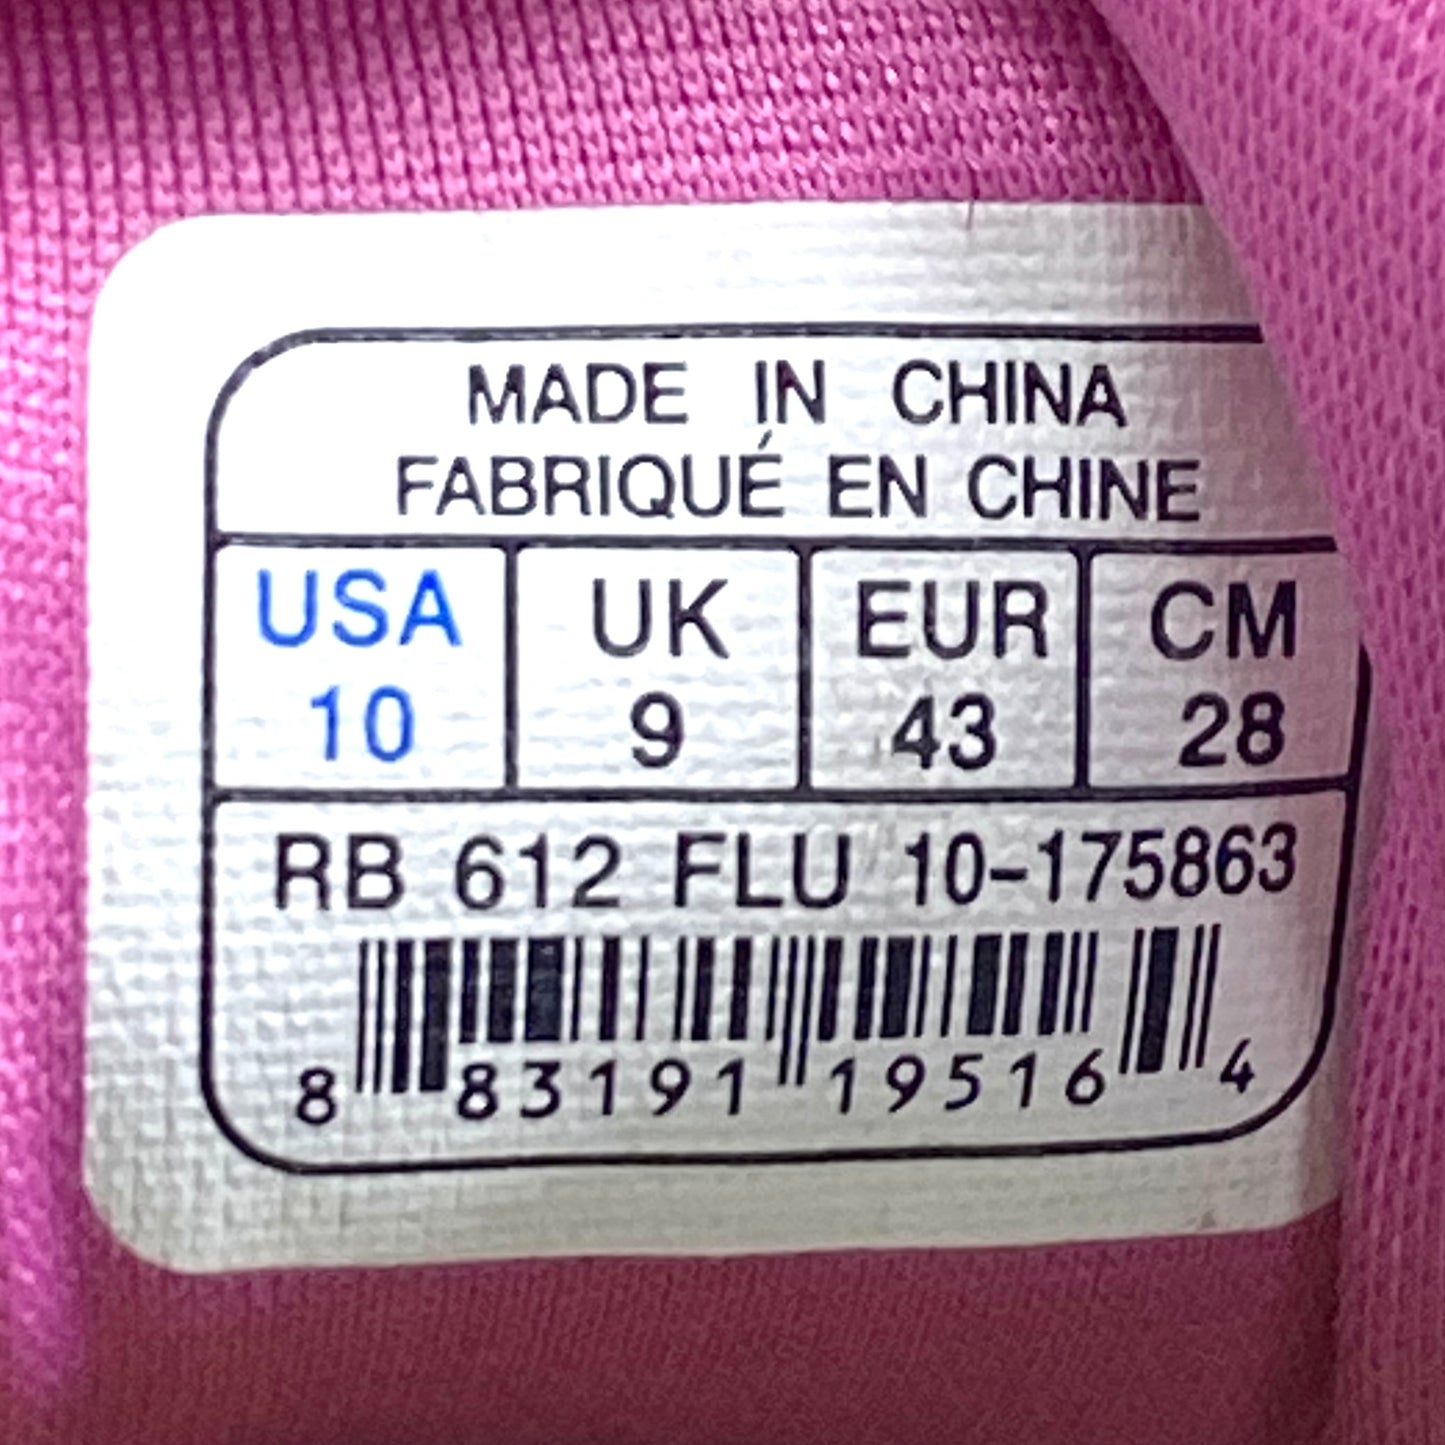 MADE IN CHINA
FABRIQUÉ EN CHINE
USA UK EUR CM
10 9 43 28
RB 612 FLU 10-175863
8 83191 19516 4